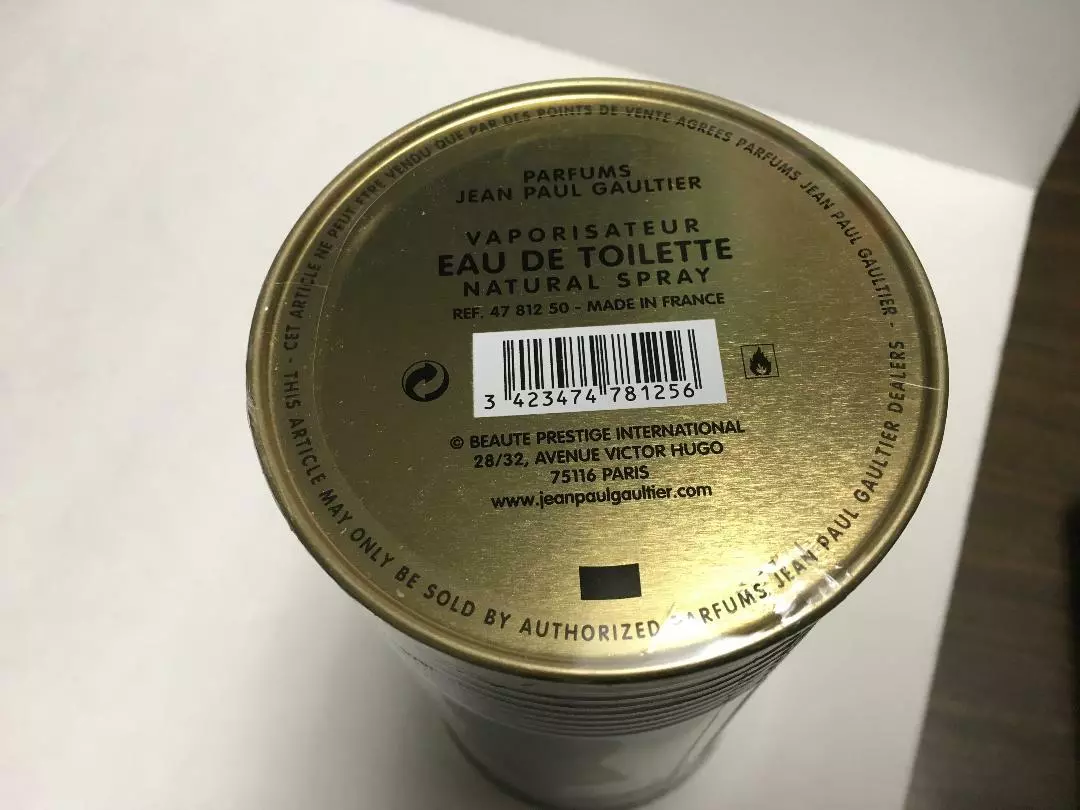 CET ARTICLE NE PEUT ETRE VENDU QUE PAR DES POINTS DE VENTE AGREES PARFUMS JEAN PAUL GAULTIER -
THIS ARTICLE MAY ONLY BE SOLD BY AUTHORIZED PARFUMS JEAN PAUL GAULTIER DEALERS -
PARFUMS
JEAN PAUL GAULTIER
VAPORISATEUR
EAU DE TOILETTE
NATURAL SPRAY
REF. 47 812 50 - MADE IN FRANCE
3 423474 781256
© BEAUTE PRESTIGE INTERNATIONAL
28/32, AVENUE VICTOR HUGO
75116 PARIS
www.jeanpaulgaultier.com